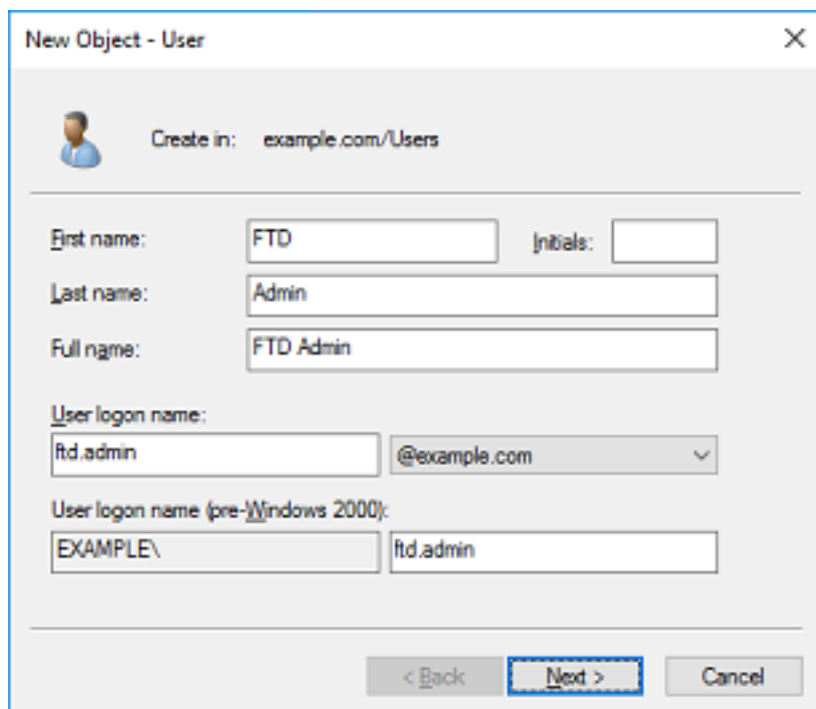 New Object - User
Create in: example.com/Users
First name: FTD Initials:
Last name: Admin
Full name: FTD Admin
User logon name:
ftd.admin @example.com
User logon name (pre-Windows 2000):
EXAMPLE\ ftd.admin
< Back Next > Cancel